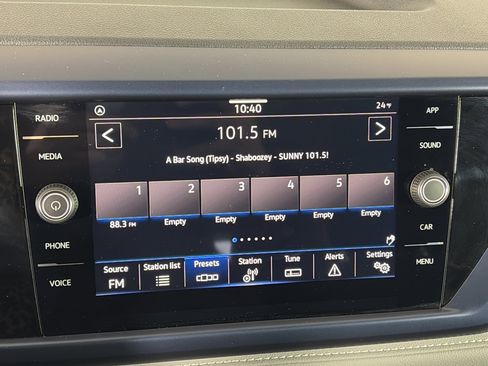 10:40
24°F
RADIO
MEDIA
PHONE
VOICE
101.5 FM
A Bar Song (Tipsy) - Shaboozey - SUNNY 101.5!
1 2 3 4 5 6
88.3 FM Empty Empty Empty Empty Empty
Source Station list Presets Station Tune Alerts Settings
FM
APP
SOUND
CAR
MENU